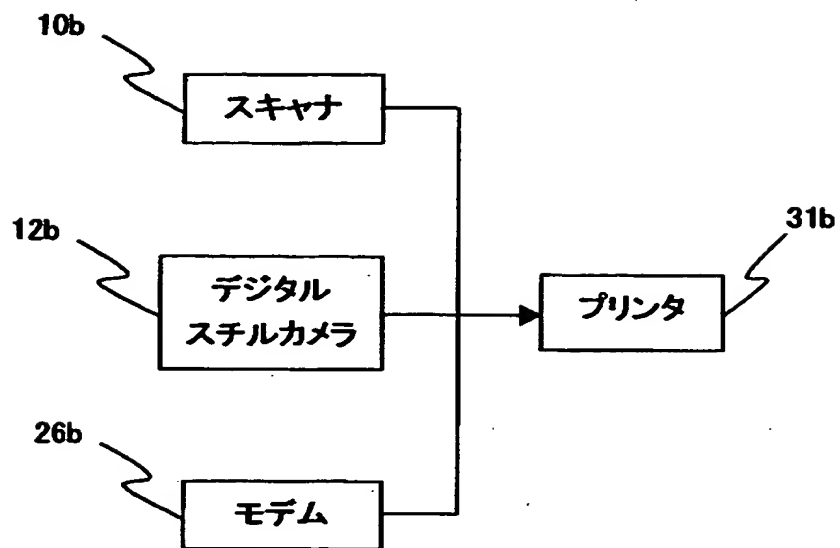 10b
スキャナ
12b
デジタル
スチルカメラ
31b
プリンタ
26b
モデム